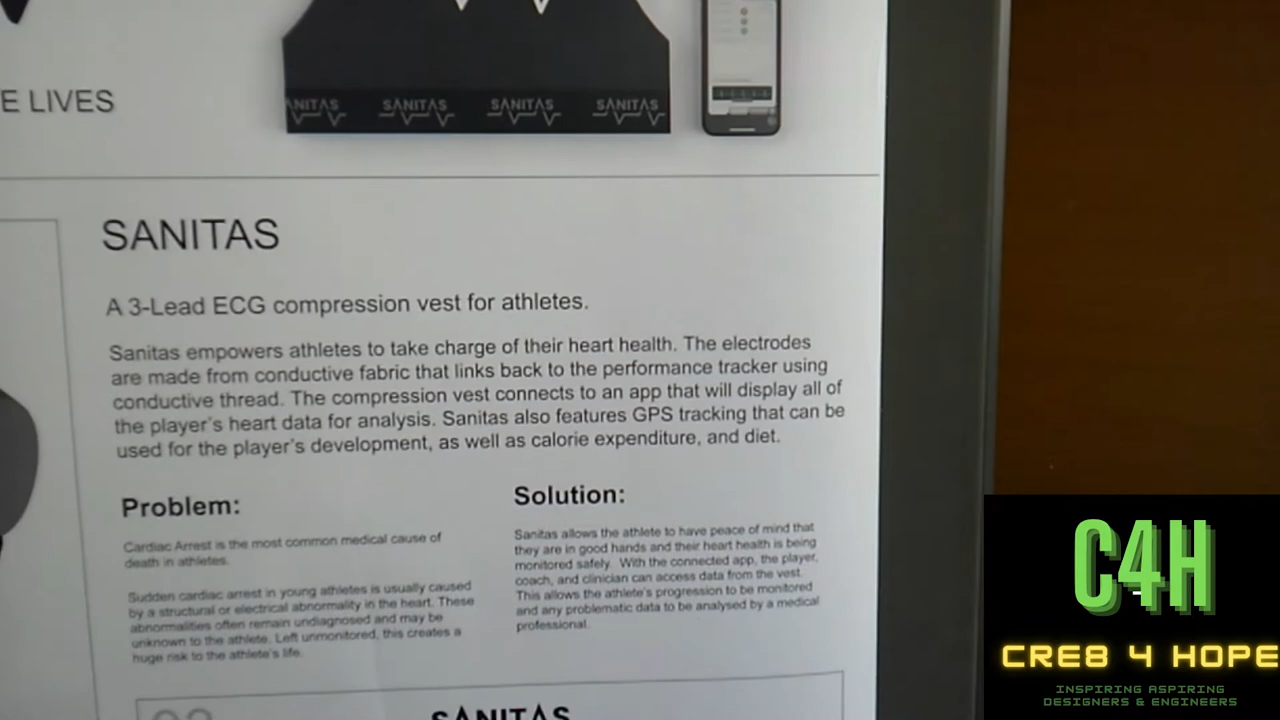 E LIVES
ANITAS SANITAS SANITAS SANITAS
SANITAS
A 3-Lead ECG compression vest for athletes.
Sanitas empowers athletes to take charge of their heart health. The electrodes
are made from conductive fabric that links back to the performance tracker using
conductive thread. The compression vest connects to an app that will display all of
the player's heart data for analysis. Sanitas also features GPS tracking that can be
used for the player's development, as well as calorie expenditure, and diet.
Problem:
Cardiac Arrest is the most common medical cause of
death in athletes.
Sudden cardiac arrest in young athletes is usually caused
by a structural or electrical abnormality in the heart. These
abnormalities often remain undiagnosed and may be
unknown to the athlete. Left unmonitored, this creates a
huge risk to the athlete's life.
Solution:
Sanitas allows the athlete to have peace of mind that
they are in good hands and their heart health is being
monitored safely. With the connected app, the player,
coach, and clinician can access data from the vest.
This allows the athlete's progression to be monitored
and any problematic data to be analysed by a medical
professional.
SANITAS
C4H
CRE8 4 HOPE
INSPIRING ASPIRING
DESIGNERS & ENGINEERS